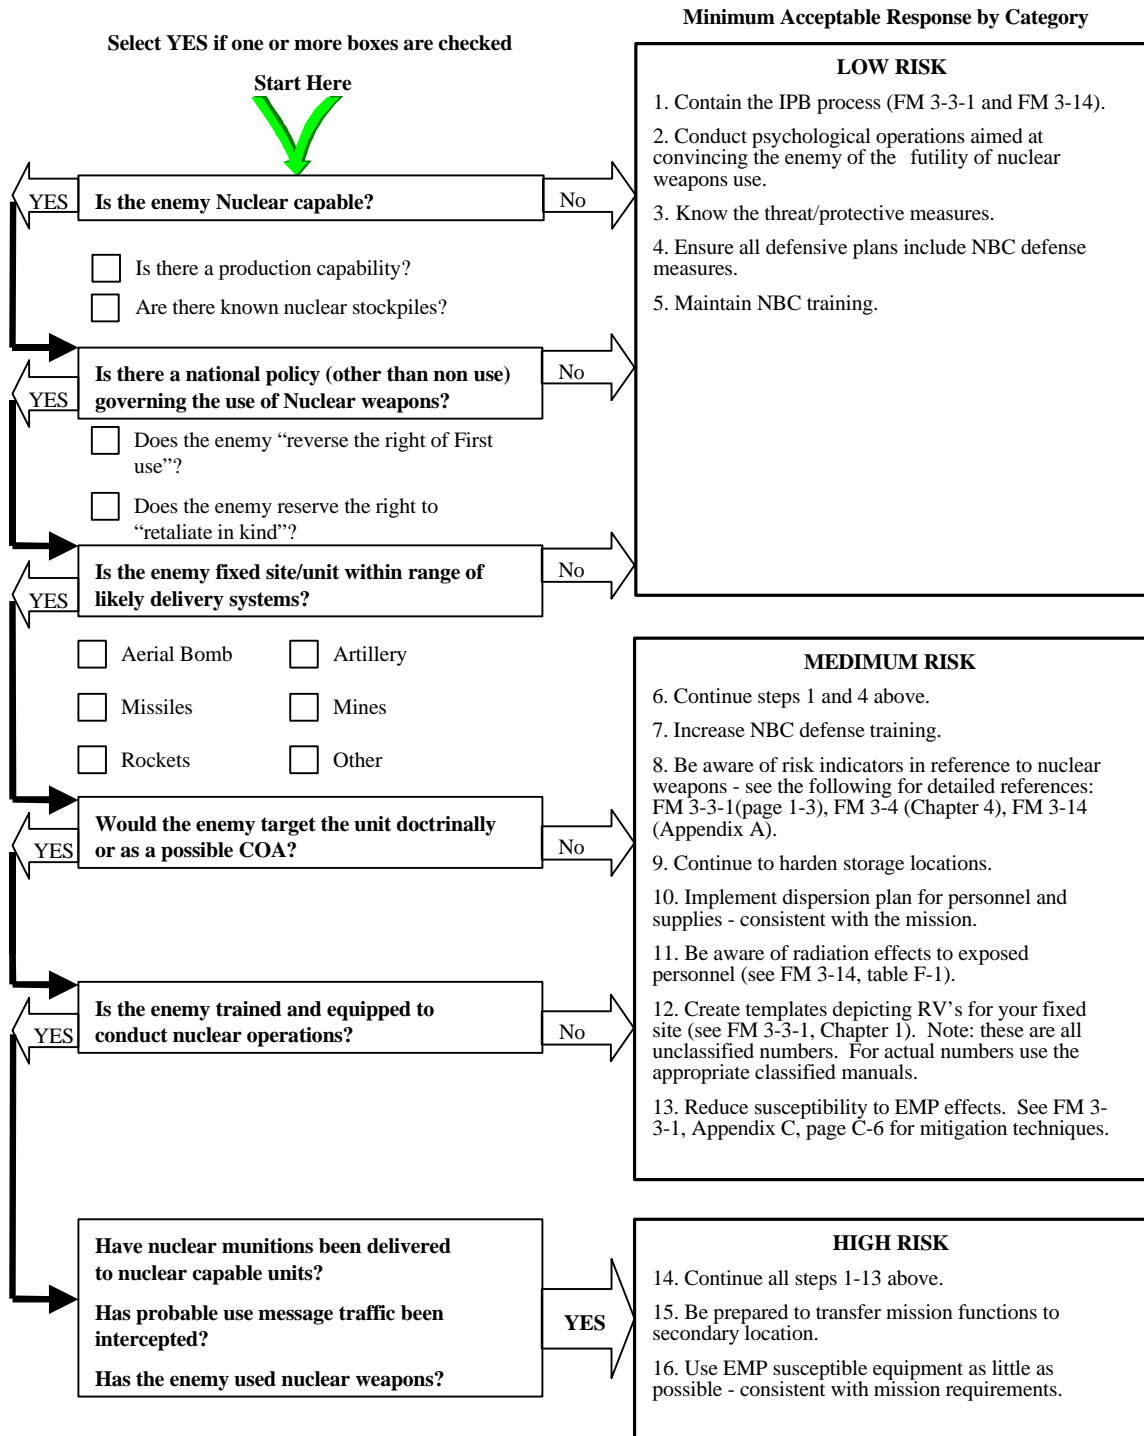 Minimum Acceptable Response by Category
Select YES if one or more boxes are checked
Start Here
YES
Is the enemy Nuclear capable?
No
Is there a production capability?
Are there known nuclear stockpiles?
YES
Is there a national policy (other than non use)
governing the use of Nuclear weapons?
No
Does the enemy “reverse the right of First
use”?
Does the enemy reserve the right to
“retaliate in kind”?
YES
Is the enemy fixed site/unit within range of
likely delivery systems?
No
Aerial Bomb
Artillery
Missiles
Mines
Rockets
Other
YES
Would the enemy target the unit doctrinally
or as a possible COA?
No
YES
Is the enemy trained and equipped to
conduct nuclear operations?
No
Have nuclear munitions been delivered
to nuclear capable units?
Has probable use message traffic been
intercepted?
Has the enemy used nuclear weapons?
YES
LOW RISK
1. Contain the IPB process (FM 3-3-1 and FM 3-14).
2. Conduct psychological operations aimed at
convincing the enemy of the futility of nuclear
weapons use.
3. Know the threat/protective measures.
4. Ensure all defensive plans include NBC defense
measures.
5. Maintain NBC training.
MEDIMUM RISK
6. Continue steps 1 and 4 above.
7. Increase NBC defense training.
8. Be aware of risk indicators in reference to nuclear
weapons - see the following for detailed references:
FM 3-3-1(page 1-3), FM 3-4 (Chapter 4), FM 3-14
(Appendix A).
9. Continue to harden storage locations.
10. Implement dispersion plan for personnel and
supplies - consistent with the mission.
11. Be aware of radiation effects to exposed
personnel (see FM 3-14, table F-1).
12. Create templates depicting RV’s for your fixed
site (see FM 3-3-1, Chapter 1). Note: these are all
unclassified numbers. For actual numbers use the
appropriate classified manuals.
13. Reduce susceptibility to EMP effects. See FM 3-
3-1, Appendix C, page C-6 for mitigation techniques.
HIGH RISK
14. Continue all steps 1-13 above.
15. Be prepared to transfer mission functions to
secondary location.
16. Use EMP susceptible equipment as little as
possible - consistent with mission requirements.